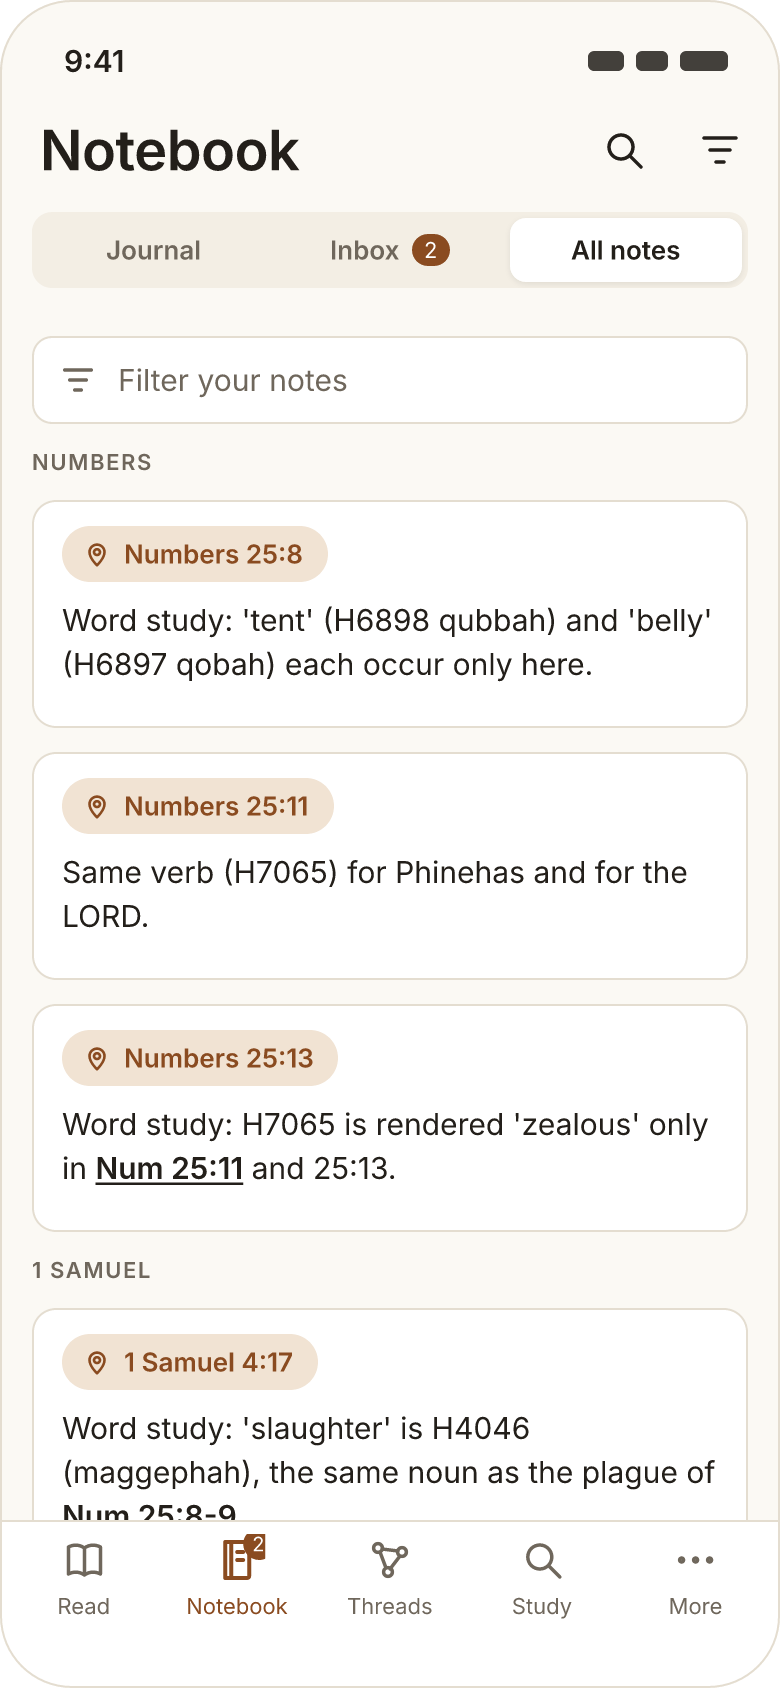 9:41
Notebook
Journal
Inbox 2
All notes
Filter your notes
NUMBERS
Numbers 25:8
Word study: 'tent' (H6898 qubbah) and 'belly'
(H6897 qobah) each occur only here.
Numbers 25:11
Same verb (H7065) for Phinehas and for the
LORD.
Numbers 25:13
Word study: H7065 is rendered 'zealous' only
in Num 25:11 and 25:13.
1 SAMUEL
1 Samuel 4:17
Word study: 'slaughter' is H4046
(maggephah), the same noun as the plague of
Num 25:8-9
2
Read
Notebook
Threads
Study
More